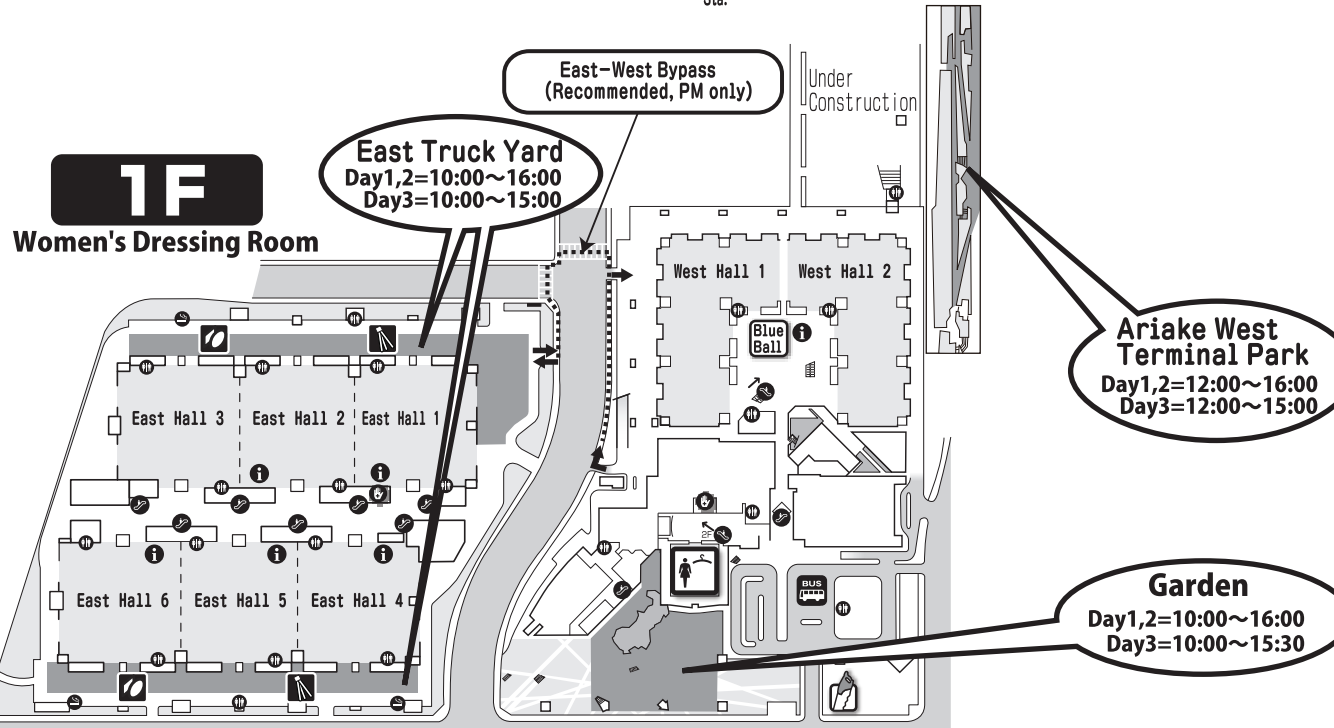 Sta.
East-West Bypass
(Recommended, PM only)
Under
Construction
East Truck Yard
Day1,2=10:00～16:00
Day3=10:00～15:00
1F
Women's Dressing Room
West Hall 1
West Hall 2
Blue
Ball
i
Ariake West
Terminal Park
Day1,2=12:00～16:00
Day3=12:00～15:00
East Hall 3
East Hall 2
East Hall 1
i
i
2F
i
i
i
East Hall 6
East Hall 5
East Hall 4
BUS
Garden
Day1,2=10:00～16:00
Day3=10:00～15:30